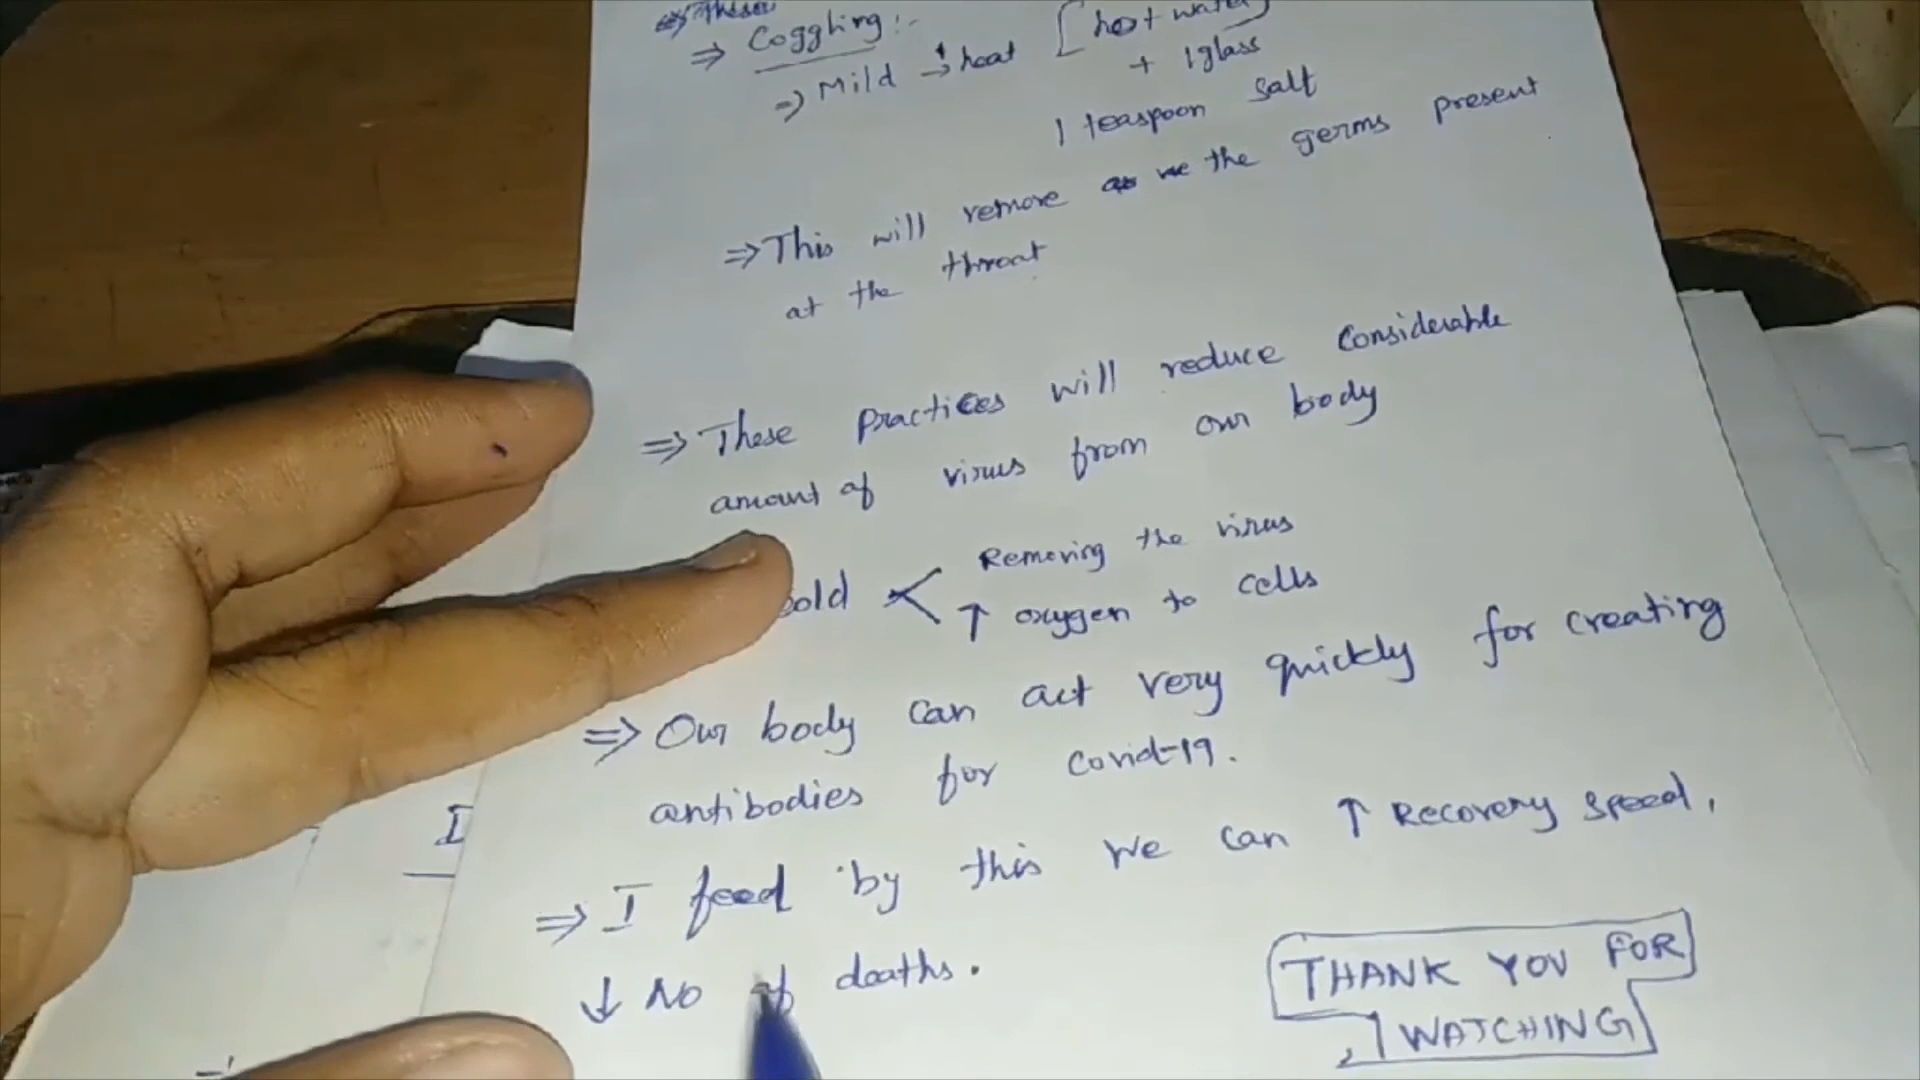 ⇒ Coggling :-
⇒ Mild → heat [hot water]
+ 1 glass
1 teaspoon salt
⇒ This will remove the germs present
at the throat
⇒ These practices will reduce considerable
amount of virus from our body
Removing the virus
↑ oxygen to cells
⇒ Our body can act very quickly for creating
antibodies for Covid-19.
⇒ I feed by this we can ↑ Recovery speed,
↓ No of deaths.
THANK YOU FOR
WATCHING